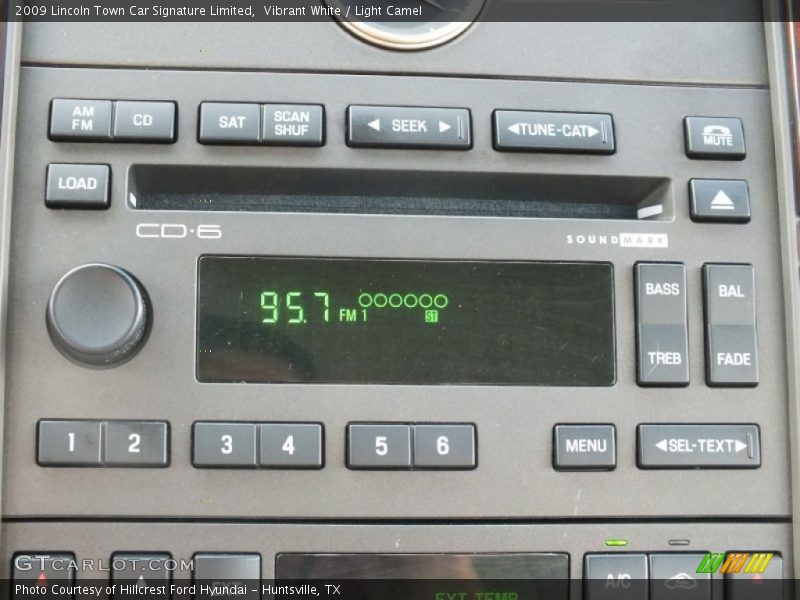 2009 Lincoln Town Car Signature Limited, Vibrant White / Light Camel
AM FM CD SAT SCAN SHUF SEEK TUNE-CAT MUTE
LOAD
CD·6 SOUNDMARK
95.7 FM 1 ST
BASS BAL
TREB FADE
1 2 3 4 5 6 MENU SEL-TEXT
GTCARLOT.COM
A/C
EXT TEMP
Photo Courtesy of Hillcrest Ford Hyundai – Huntsville, TX